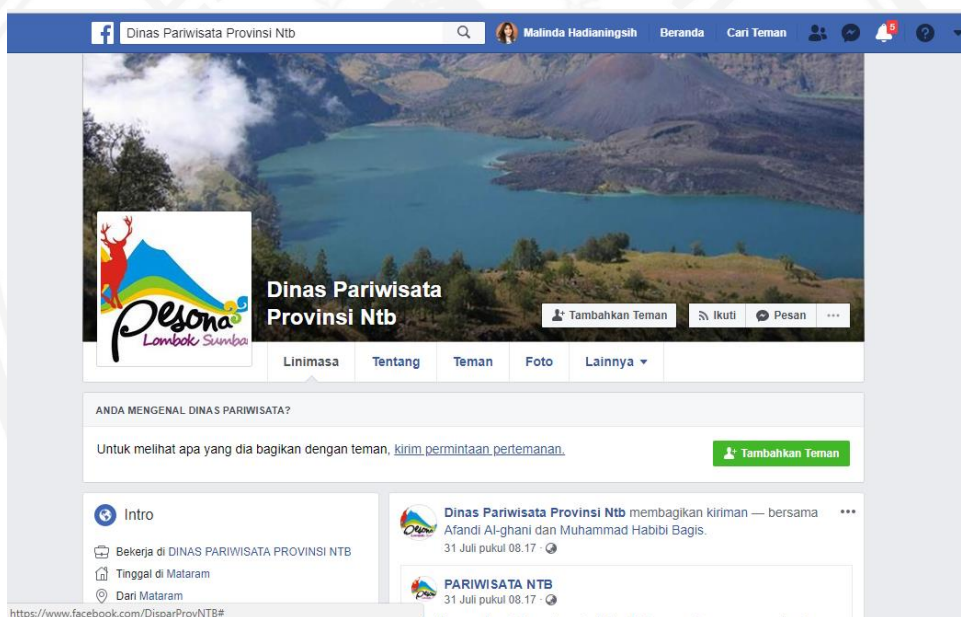 Dinas Pariwisata Provinsi Ntb
Malinda Hadianingsih
Beranda
Cari Teman
5
Pesona
Lombok Sumba
Dinas Pariwisata
Provinsi Ntb
Tambahkan Teman
Ikuti
Pesan
Linimasa
Tentang
Teman
Foto
Lainnya
ANDA MENGENAL DINAS PARIWISATA?
Untuk melihat apa yang dia bagikan dengan teman, kirim permintaan pertemanan.
Tambahkan Teman
Intro
Bekerja di DINAS PARIWISATA PROVINSI NTB
Tinggal di Mataram
Dari Mataram
Dinas Pariwisata Provinsi Ntb membagikan kiriman — bersama
Afandi Al-ghani dan Muhammad Habibi Bagis.
31 Juli pukul 08.17 ·
PARIWISATA NTB
31 Juli pukul 08.17 ·
https://www.facebook.com/DisparProvNTB#